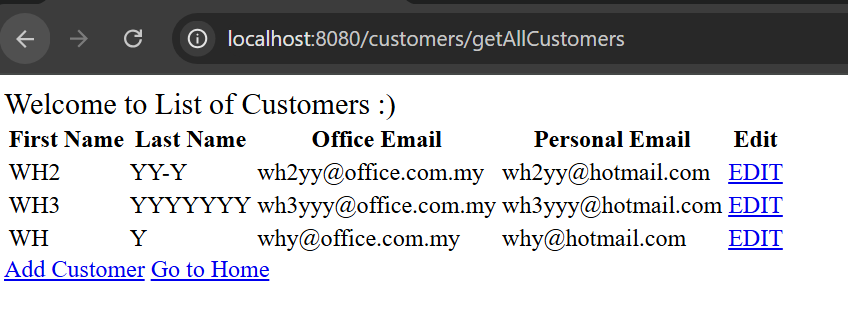 localhost:8080/customers/getAllCustomers
Welcome to List of Customers :)
First Name Last Name Office Email Personal Email Edit
WH2 YY-Y wh2yy@office.com.my wh2yy@hotmail.com EDIT
WH3 YYYYYYY wh3yyy@office.com.my wh3yyy@hotmail.com EDIT
WH Y why@office.com.my why@hotmail.com EDIT
Add Customer Go to Home